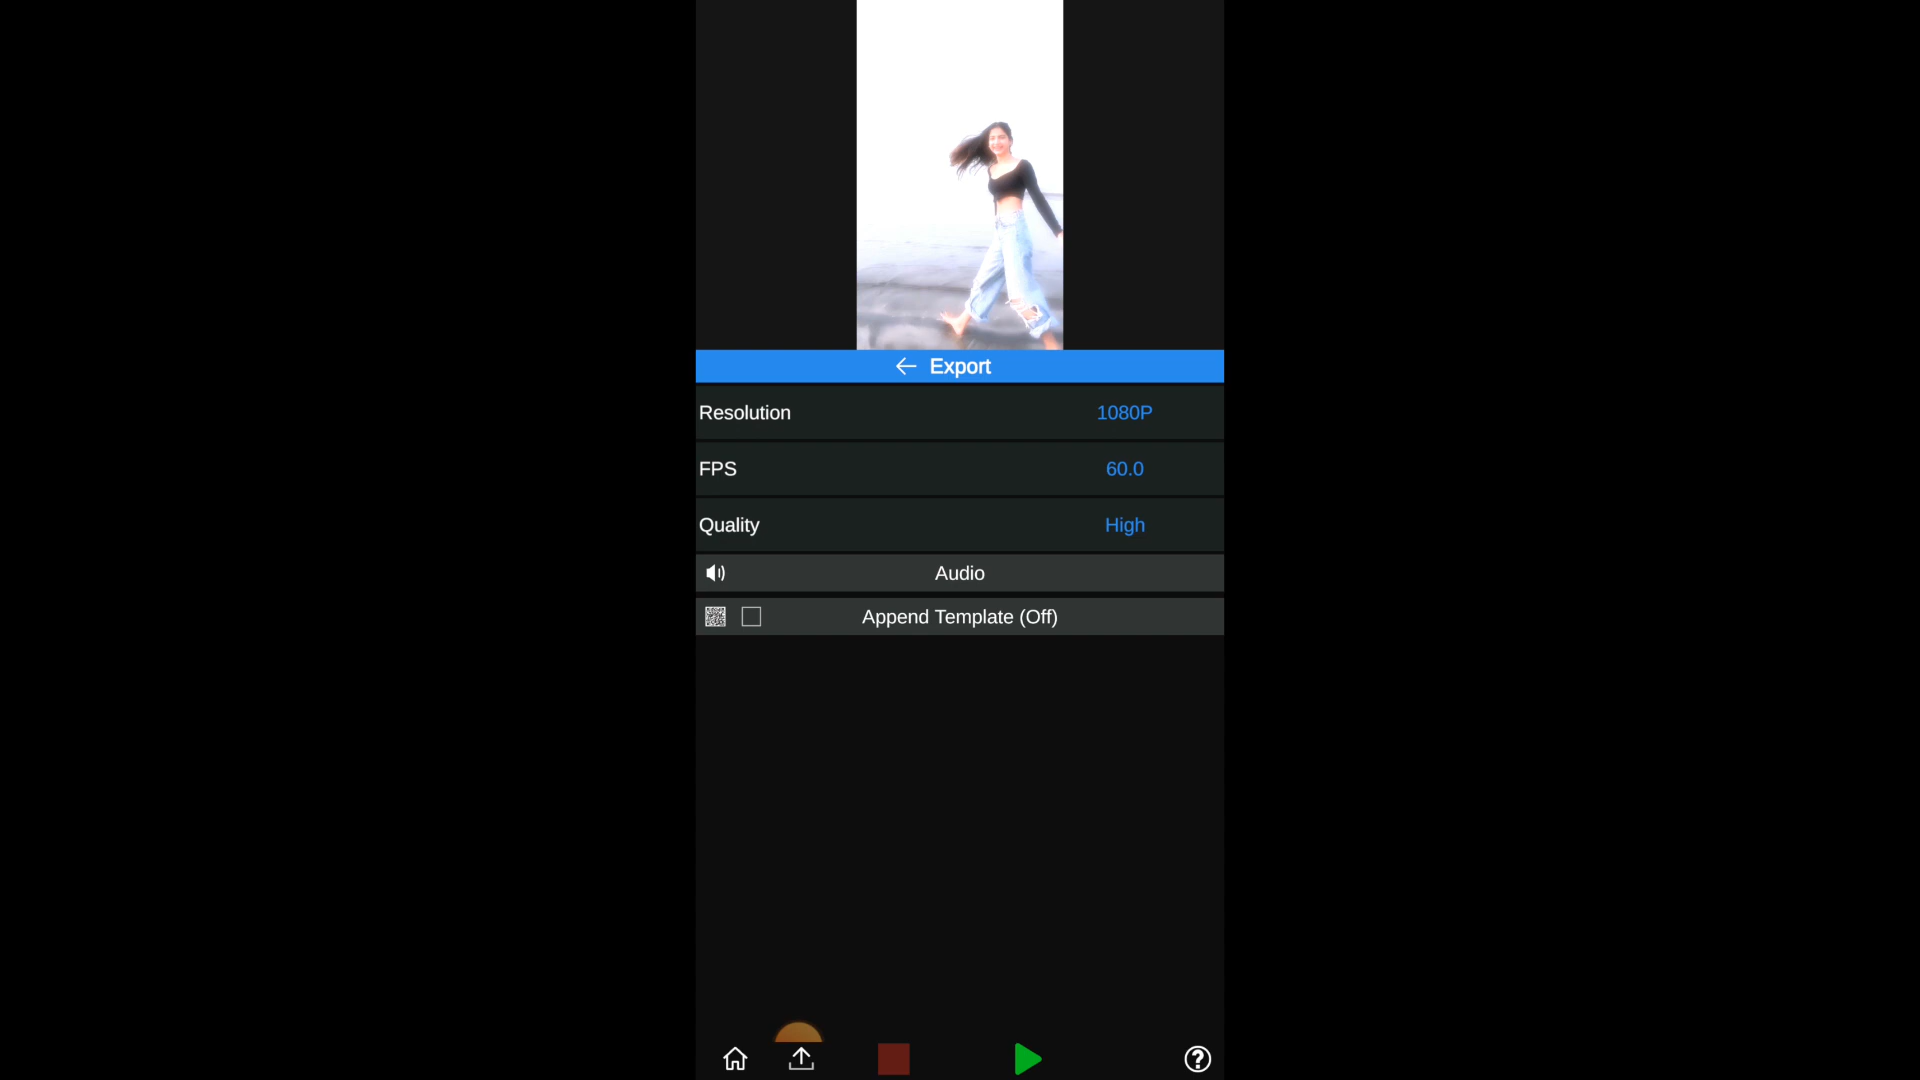 Export
Resolution 1080P
FPS 60.0
Quality High
Audio
Append Template (Off)